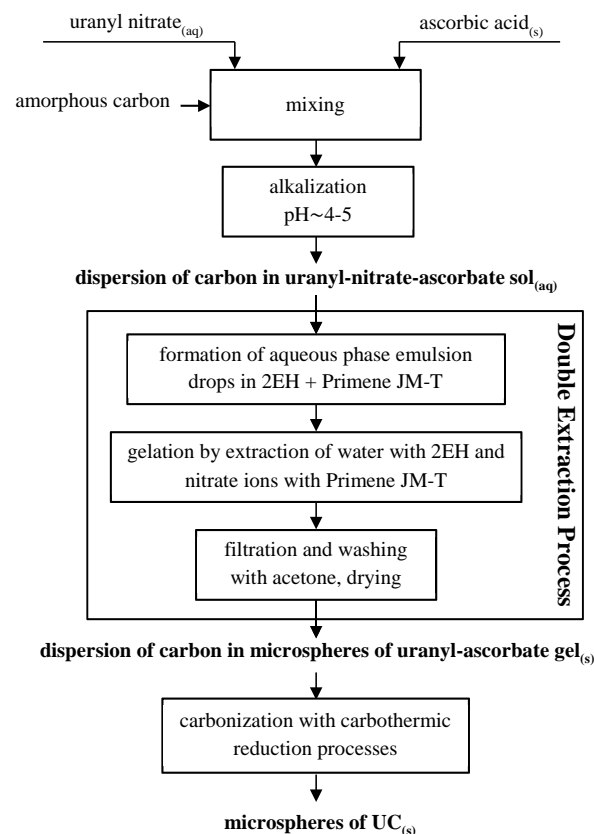 uranyl nitrate(aq)
ascorbic acid(s)
amorphous carbon
mixing
alkalization
pH~4-5
dispersion of carbon in uranyl-nitrate-ascorbate sol(aq)
Double Extraction Process
formation of aqueous phase emulsion
drops in 2EH + Primene JM-T
gelation by extraction of water with 2EH and
nitrate ions with Primene JM-T
filtration and washing
with acetone, drying
dispersion of carbon in microspheres of uranyl-ascorbate gel(s)
carbonization with carbothermic
reduction processes
microspheres of UC(s)